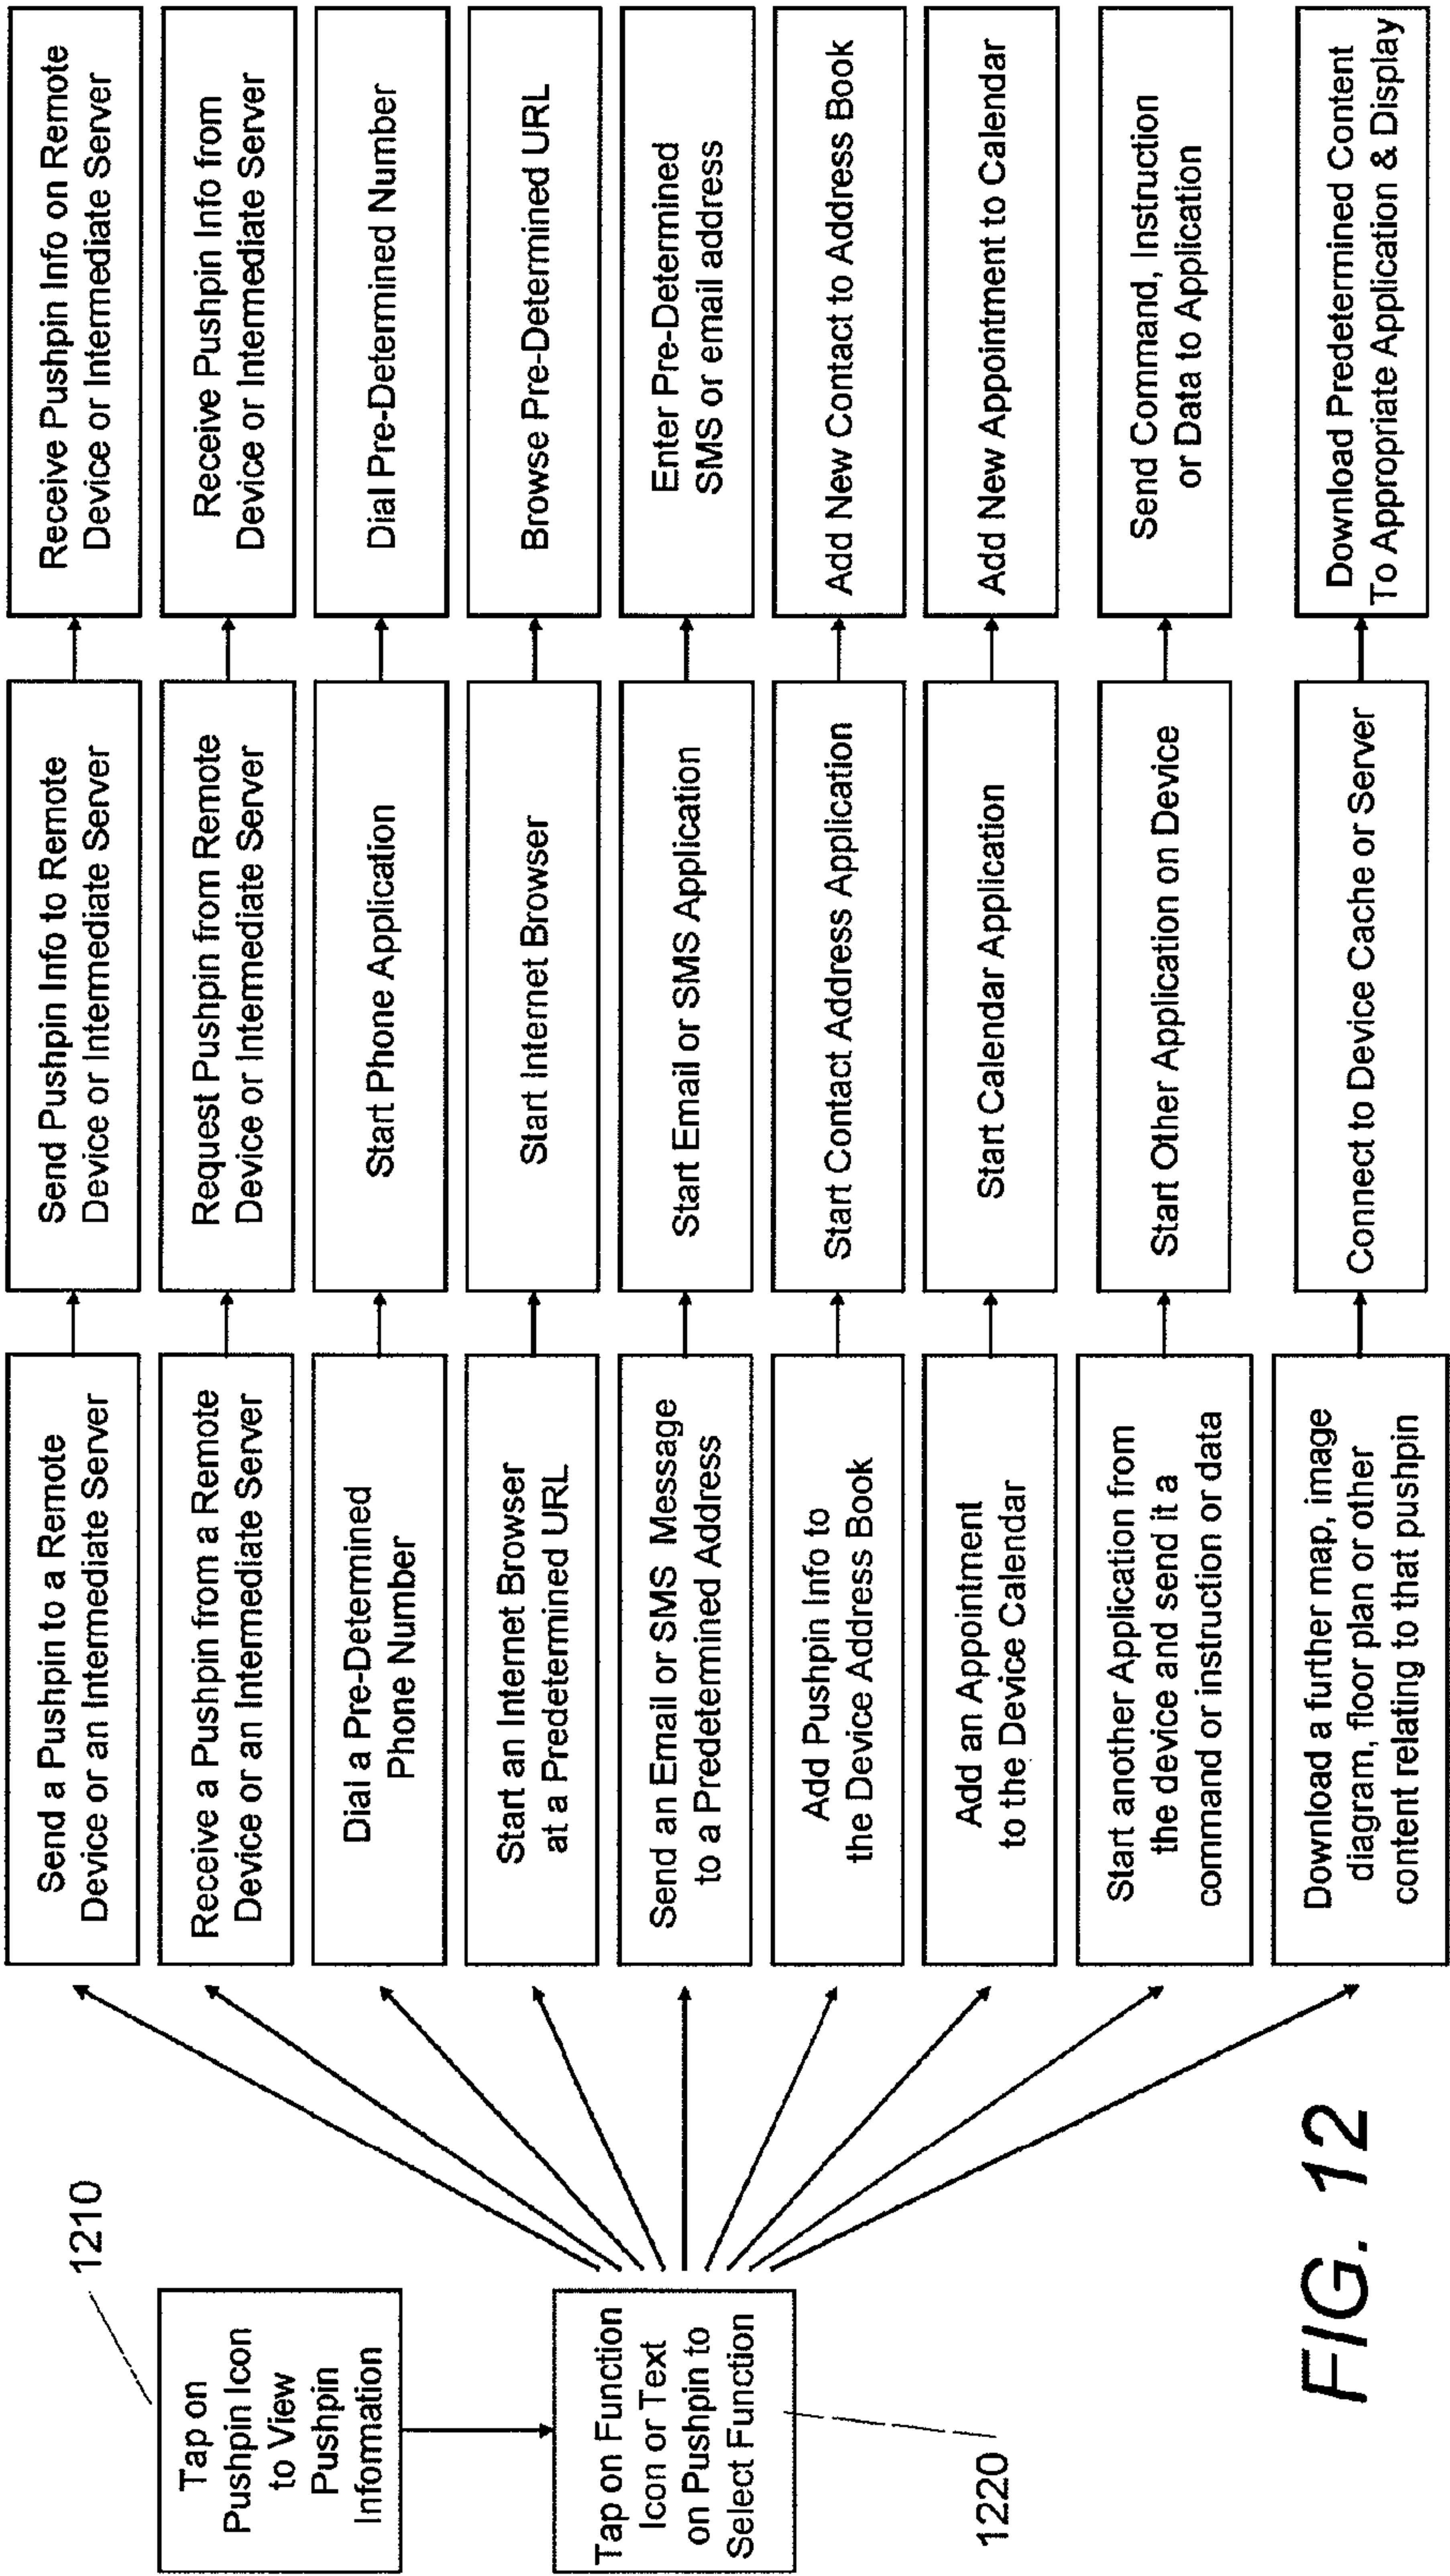 1210
Tap on
Pushpin Icon
to View
Pushpin
Information
Tap on Function
Icon or Text
on Pushpin to
Select Function
1220
Send a Pushpin to a Remote
Device or an Intermediate Server
Send Pushpin Info to Remote
Device or Intermediate Server
Receive Pushpin Info on Remote
Device or Intermediate Server
Receive a Pushpin from a Remote
Device or an Intermediate Server
Request Pushpin from Remote
Device or Intermediate Server
Receive Pushpin Info from
Device or Intermediate Server
Dial a Pre-Determined
Phone Number
Start Phone Application
Dial Pre-Determined Number
Start an Internet Browser
at a Predetermined URL
Start Internet Browser
Browse Pre-Determined URL
Send an Email or SMS Message
to a Predetermined Address
Start Email or SMS Application
Enter Pre-Determined
SMS or email address
Add Pushpin Info to
the Device Address Book
Start Contact Address Application
Add New Contact to Address Book
Add an Appointment
to the Device Calendar
Start Calendar Application
Add New Appointment to Calendar
Start another Application from
the device and send it a
command or instruction or data
Start Other Application on Device
Send Command, Instruction
or Data to Application
Download a further map, image
diagram, floor plan or other
content relating to that pushpin
Connect to Device Cache or Server
Download Predetermined Content
To Appropriate Application & Display
FIG. 12